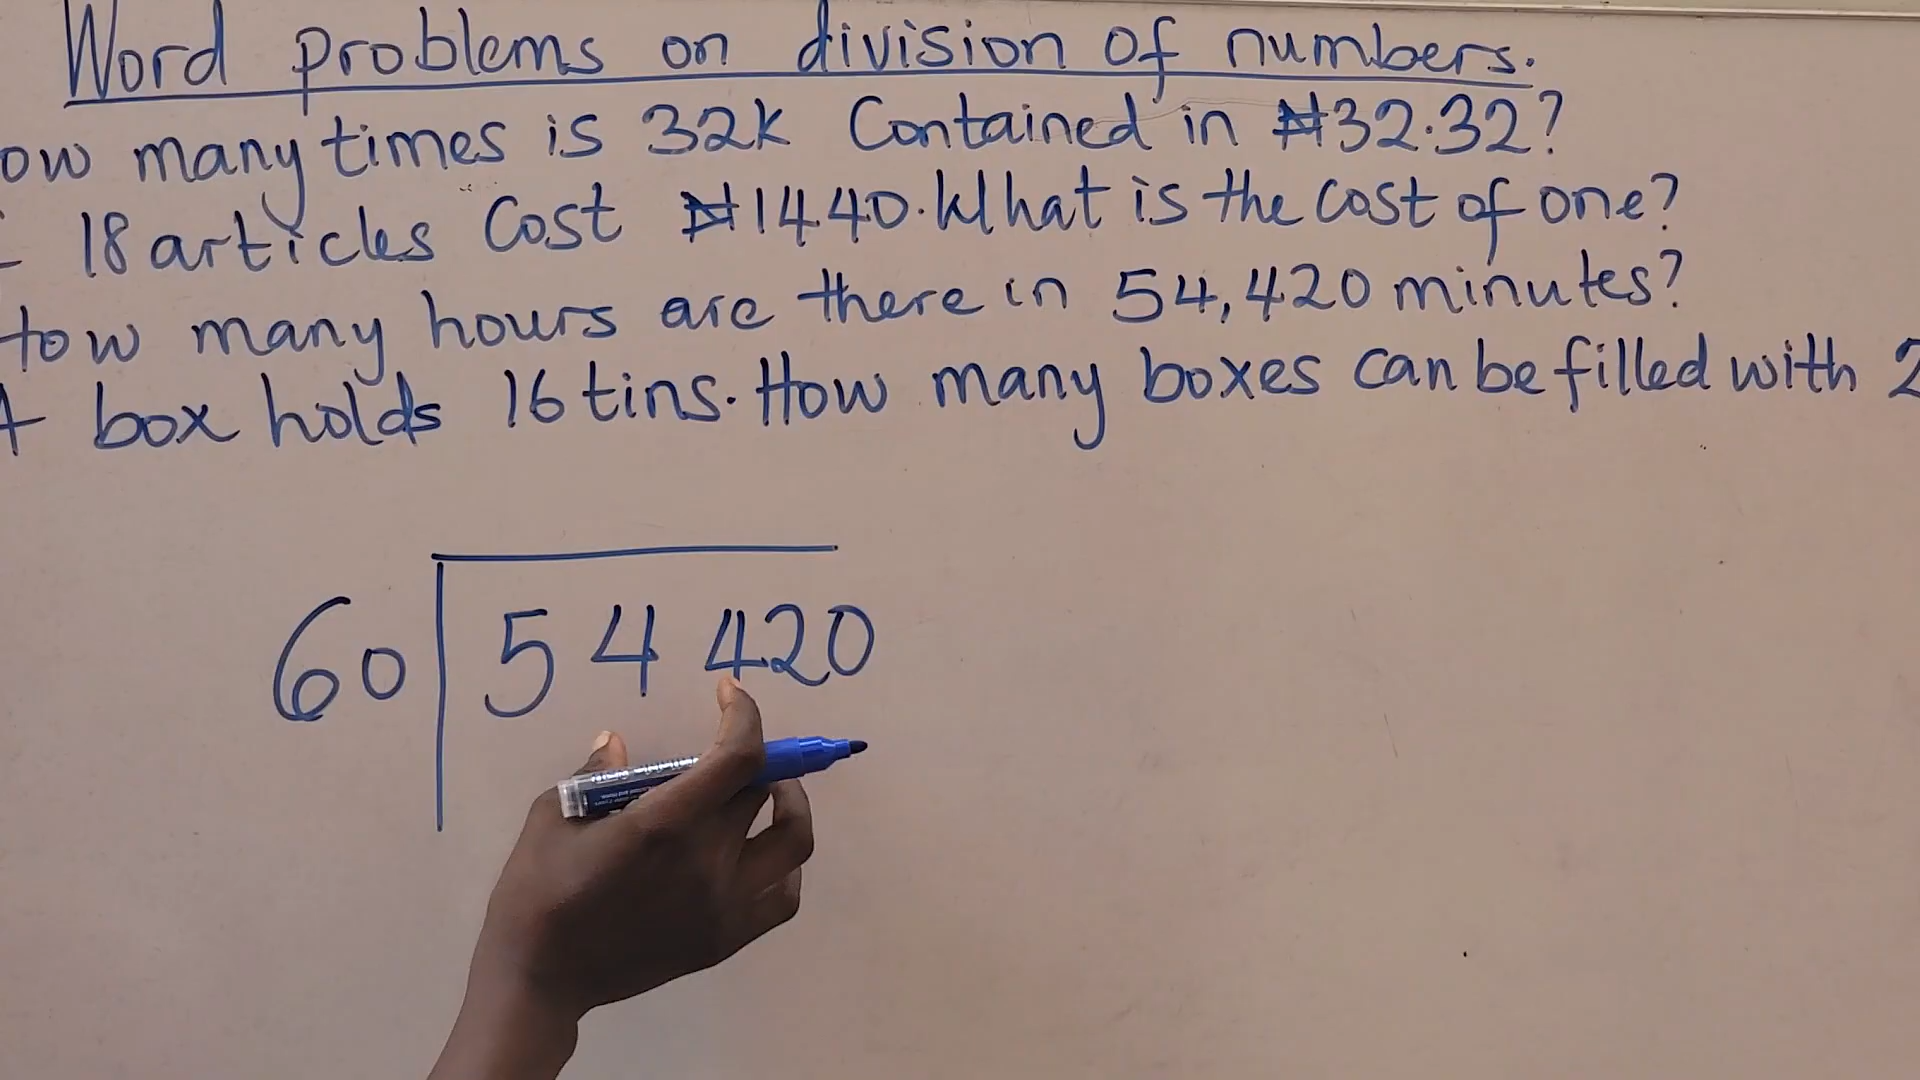 Word problems on division of numbers.
ow many times is 32k Contained in ₦32.32?
18 articles Cost ₦1440. What is the cost of one?
How many hours are there in 54,420 minutes?
A box holds 16 tins. How many boxes can be filled with 2
60 54 420